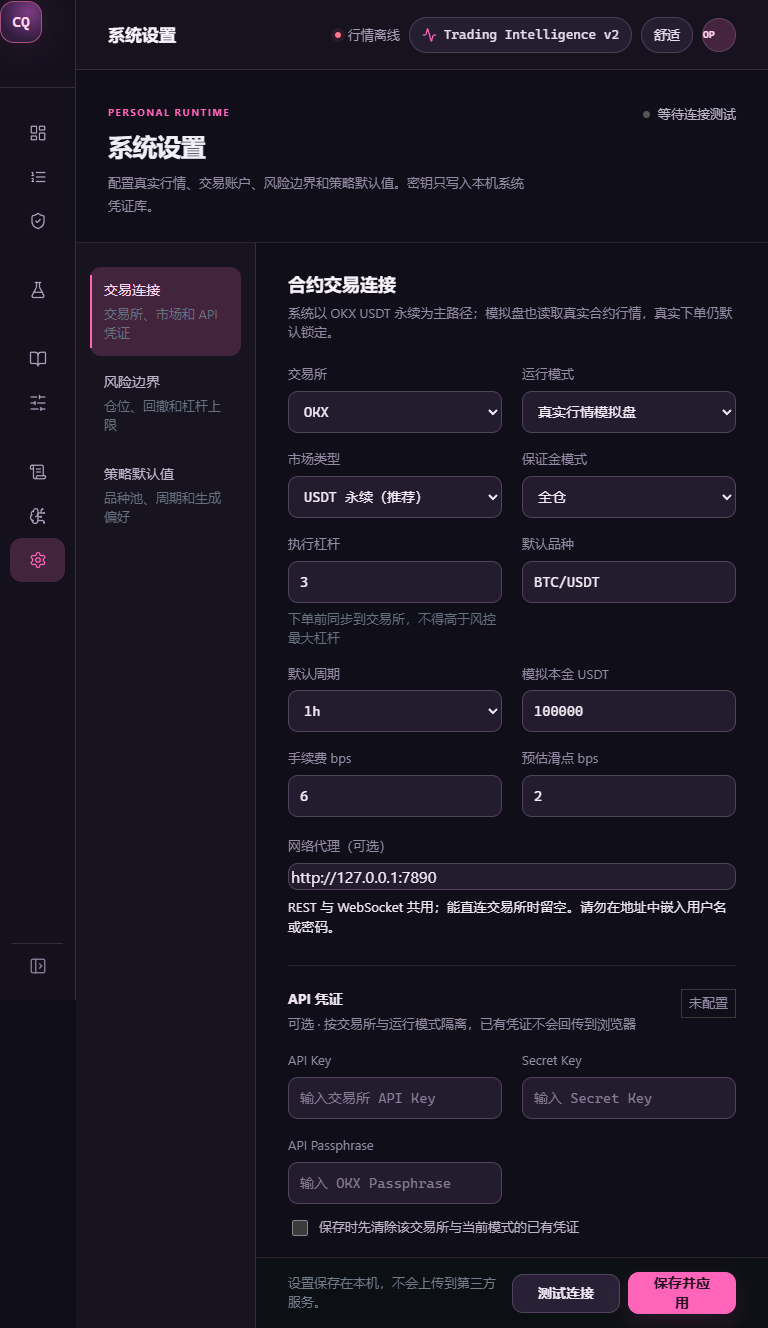 CQ
系统设置
行情离线
Trading Intelligence v2
舒适
OP
PERSONAL RUNTIME
等待连接测试
系统设置
配置真实行情、交易账户、风险边界和策略默认值。密钥只写入本机系统
凭证库。
交易连接
交易所、市场和 API
凭证
风险边界
仓位、回撤和杠杆上
限
策略默认值
品种池、周期和生成
偏好
合约交易连接
系统以 OKX USDT 永续为主路径；模拟盘也读取真实合约行情，真实下单仍默
认锁定。
交易所
运行模式
OKX
真实行情模拟盘
市场类型
保证金模式
USDT 永续（推荐）
全仓
执行杠杆
默认品种
3
BTC/USDT
下单前同步到交易所，不得高于风控
最大杠杆
默认周期
模拟本金 USDT
1h
100000
手续费 bps
预估滑点 bps
6
2
网络代理（可选）
http://127.0.0.1:7890
REST 与 WebSocket 共用；能直连交易所时留空。请勿在地址中嵌入用户名
或密码。
API 凭证
未配置
可选 · 按交易所与运行模式隔离，已有凭证不会回传到浏览器
API Key
Secret Key
输入交易所 API Key
输入 Secret Key
API Passphrase
输入 OKX Passphrase
保存时先清除该交易所与当前模式的已有凭证
设置保存在本机，不会上传到第三方
服务。
测试连接
保存并应
用